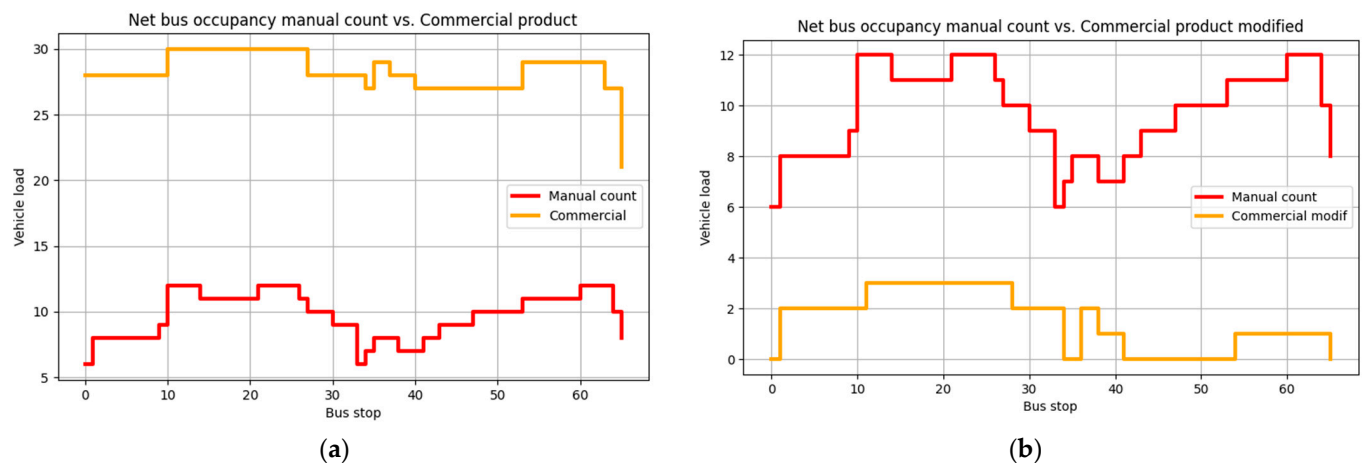 Net bus occupancy manual count vs. Commercial product
30
25
20
15
10
5
Vehicle load
Manual count
Commercial
0 10 20 30 40 50 60
Bus stop
(a)
Net bus occupancy manual count vs. Commercial product modified
12
10
8
6
4
2
0
Vehicle load
Manual count
Commercial modif
0 10 20 30 40 50 60
Bus stop
(b)